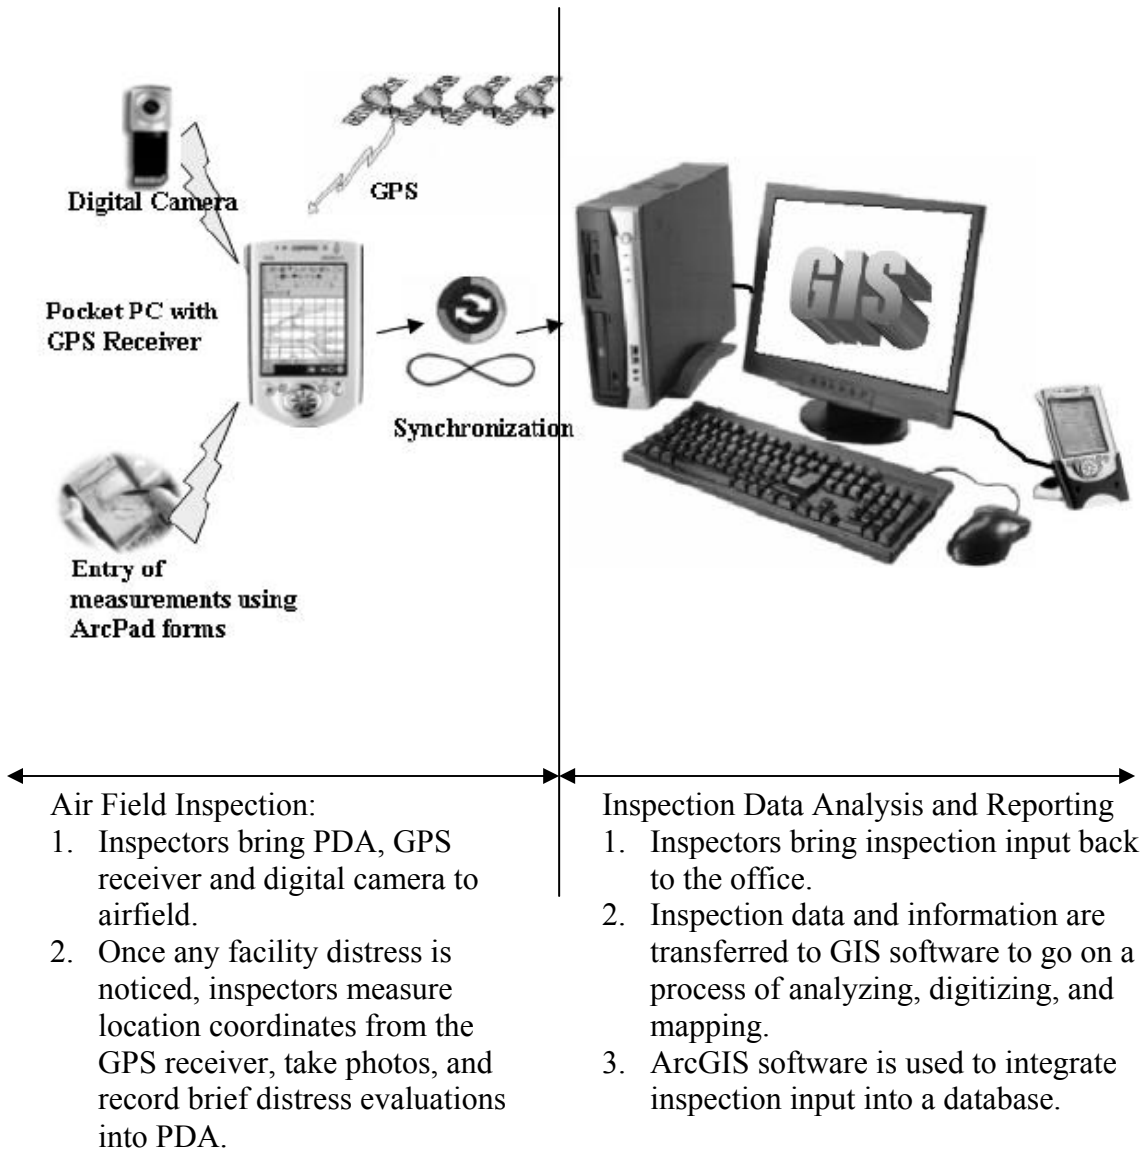 Digital Camera
GPS
Pocket PC with
GPS Receiver
GIS
Synchronization
Entry of
measurements using
ArcPad forms
Air Field Inspection:
1. Inspectors bring PDA, GPS
receiver and digital camera to
airfield.
2. Once any facility distress is
noticed, inspectors measure
location coordinates from the
GPS receiver, take photos, and
record brief distress evaluations
into PDA.
Inspection Data Analysis and Reporting
1. Inspectors bring inspection input back
to the office.
2. Inspection data and information are
transferred to GIS software to go on a
process of analyzing, digitizing, and
mapping.
3. ArcGIS software is used to integrate
inspection input into a database.